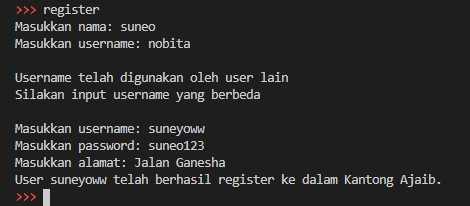 >>> register
Masukkan nama: suneo
Masukkan username: nobita
Username telah digunakan oleh user lain
Silakan input username yang berbeda
Masukkan username: suneyoww
Masukkan password: suneo123
Masukkan alamat: Jalan Ganesha
User suneyoww telah berhasil register ke dalam Kantong Ajaib.
>>>